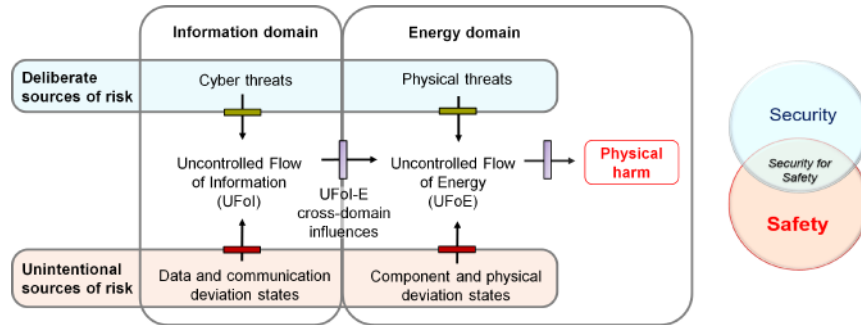 Information domain
Energy domain
Deliberate
sources of risk
Cyber threats
Physical threats
Uncontrolled Flow
of Information
(UFoI)
UFoI-E
cross-domain
influences
Uncontrolled Flow
of Energy
(UFoE)
Physical
harm
Unintentional
sources of risk
Data and communication
deviation states
Component and physical
deviation states
Security
Security for
Safety
Safety